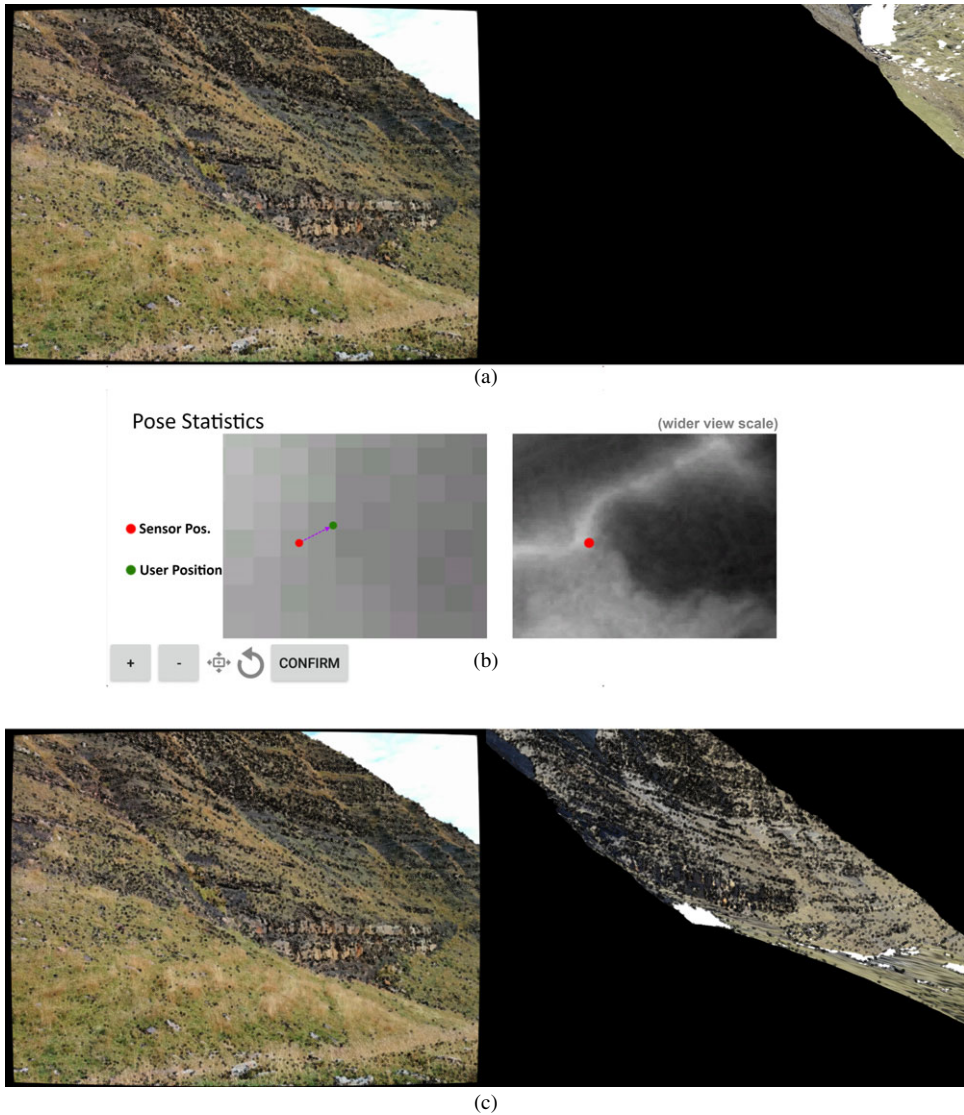 (a)
Pose Statistics
(wider view scale)
Sensor Pos.
User Position
+
-
CONFIRM
(b)
(c)